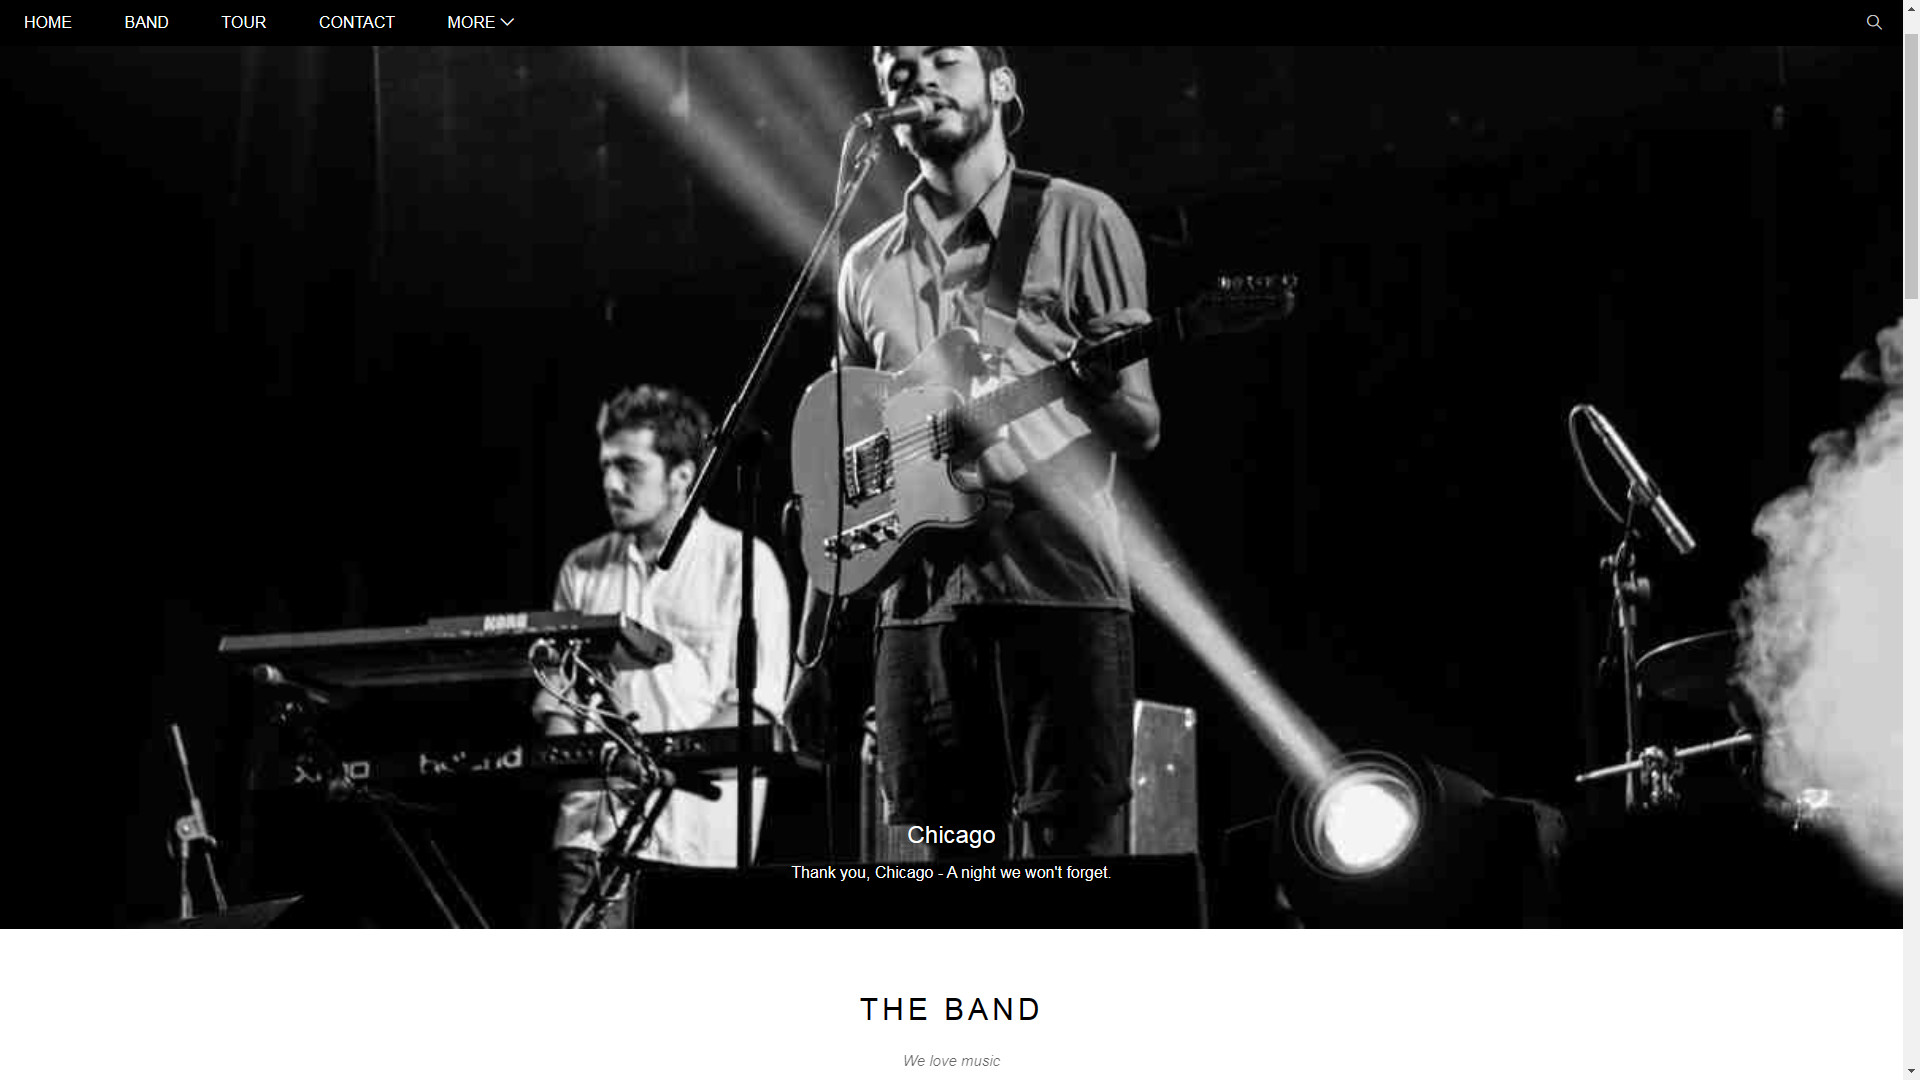 HOME BAND TOUR CONTACT MORE
KORG
Chicago
Thank you, Chicago - A night we won't forget.
THE BAND
We love music